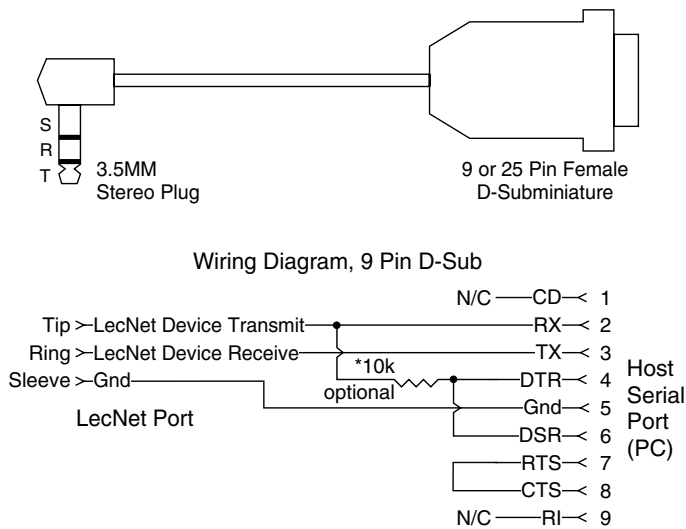 S
R
T
3.5MM
Stereo Plug
9 or 25 Pin Female
D-Subminiature
Wiring Diagram, 9 Pin D-Sub
N/C CD 1
Tip LecNet Device Transmit RX 2
Ring LecNet Device Receive TX 3
*10k
optional
DTR 4
Sleeve Gnd
Gnd 5
LecNet Port
DSR 6
RTS 7
CTS 8
N/C RI 9
Host
Serial
Port
(PC)